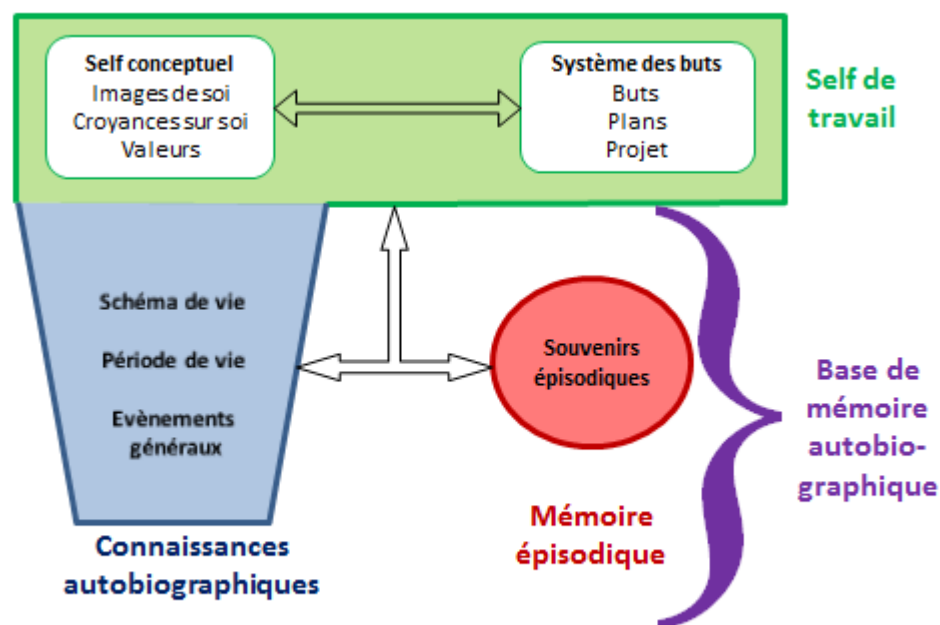 Self conceptuel
Images de soi
Croyances sur soi
Valeurs
Système des buts
Buts
Plans
Projet
Self de
travail
Schéma de vie
Période de vie
Evènements
généraux
Souvenirs
épisodiques
Base de
mémoire
autobio-
graphique
Mémoire
épisodique
Connaissances
autobiographiques